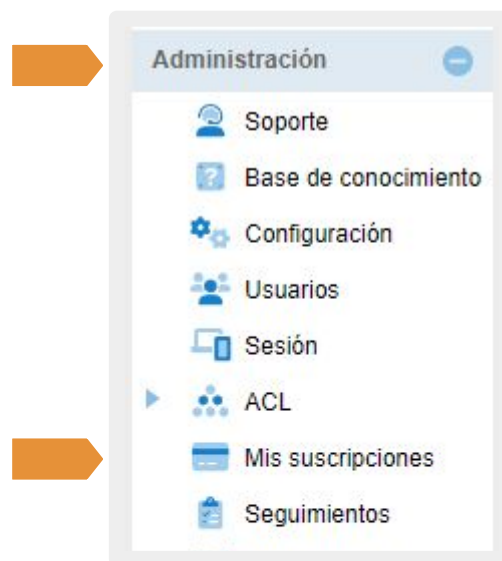 Administración
Soporte
Base de conocimiento
Configuración
Usuarios
Sesión
ACL
Mis suscripciones
Seguimientos